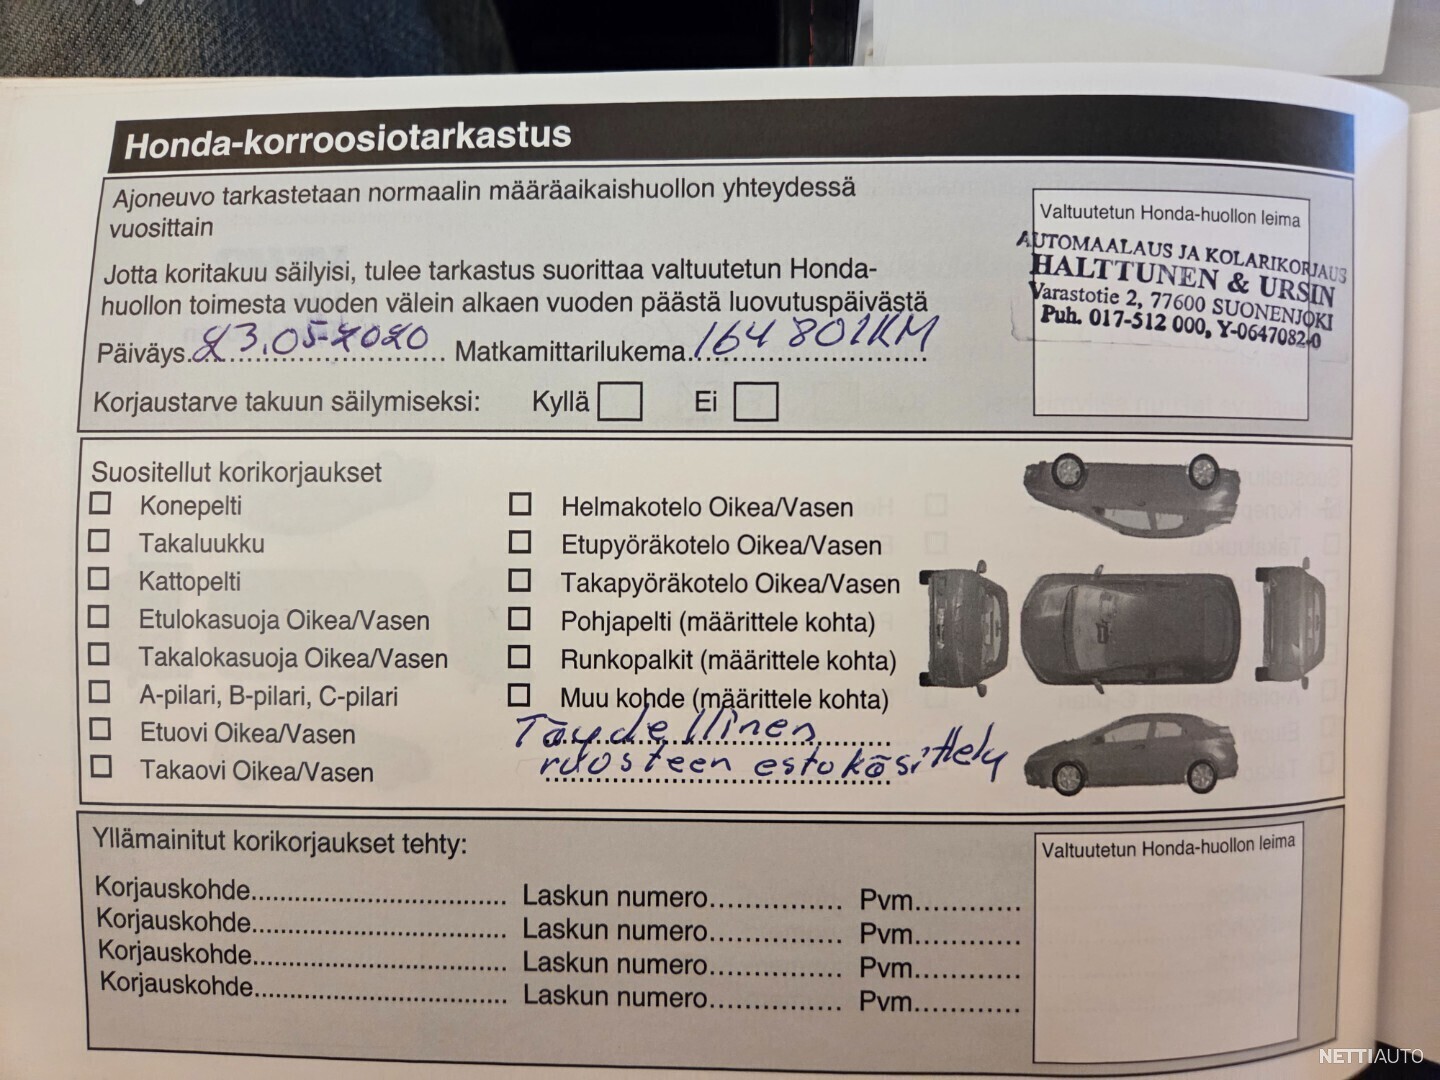 Honda-korroosiotarkastus
Ajoneuvo tarkastetaan normaalin määräaikaishuollon yhteydessä
vuosittain
Jotta koritakuu säilyisi, tulee tarkastus suorittaa valtuutetun Honda-
huollon toimesta vuoden välein alkaen vuoden päästä luovutuspäivästä
Päiväys 23.05-2020 Matkamittarilukema 164 801KM
Korjaustarve takuun säilymiseksi: Kyllä Ei
Valtuutetun Honda-huollon leima
AUTOMAALAUS JA KOLARIKORJAUS
HALTTUNEN & URSIN
Varastotie 2, 77600 SUONENJOKI
Puh. 017-512 000, Y-0647082-0
Suositellut korikorjaukset
Konepelti
Takaluukku
Kattopelti
Etulokasuoja Oikea/Vasen
Takalokasuoja Oikea/Vasen
A-pilari, B-pilari, C-pilari
Etuovi Oikea/Vasen
Takaovi Oikea/Vasen
Helmakotelo Oikea/Vasen
Etupyöräkotelo Oikea/Vasen
Takapyöräkotelo Oikea/Vasen
Pohjapelti (määrittele kohta)
Runkopalkit (määrittele kohta)
Muu kohde (määrittele kohta)
Täydellinen
ruosteen estokäsittely
Yllämainitut korikorjaukset tehty:
Korjauskohde.................... Laskun numero............... Pvm............
Korjauskohde.................... Laskun numero............... Pvm............
Korjauskohde.................... Laskun numero............... Pvm............
Korjauskohde.................... Laskun numero............... Pvm............
Valtuutetun Honda-huollon leima
NETTIAUTO